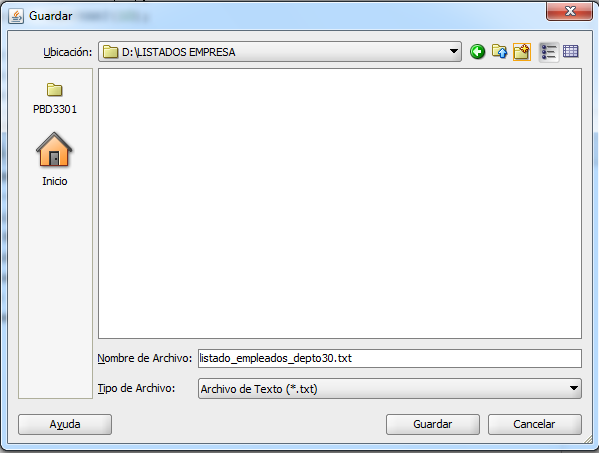 Guardar
Ubicación:
D:\LISTADOS EMPRESA
PBD3301
Inicio
Nombre de Archivo: listado_empleados_depto30.txt
Tipo de Archivo: Archivo de Texto (*.txt)
Ayuda
Guardar
Cancelar